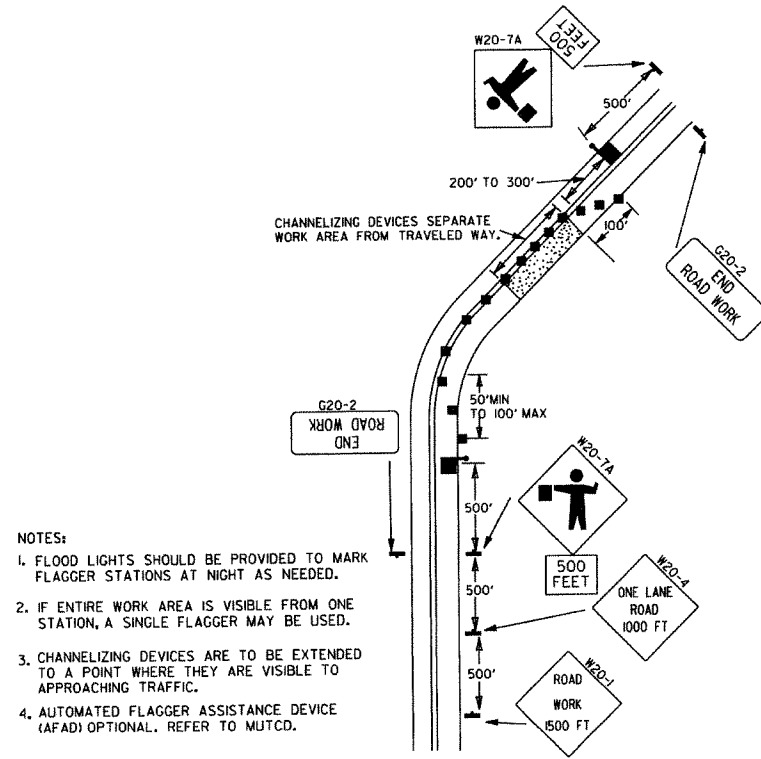 W20-7A
500
FEET
500'
200' TO 300'
CHANNELIZING DEVICES SEPARATE
WORK AREA FROM TRAVELED WAY.
100'
G20-2
END
ROAD WORK
50'MIN
TO 100' MAX
G20-2
END
ROAD WORK
W20-7A
500'
500
FEET
500'
W20-4
ONE LANE
ROAD
1000 FT
500'
W20-1
ROAD
WORK
1500 FT
NOTES:
1. FLOOD LIGHTS SHOULD BE PROVIDED TO MARK
FLAGGER STATIONS AT NIGHT AS NEEDED.
2. IF ENTIRE WORK AREA IS VISIBLE FROM ONE
STATION, A SINGLE FLAGGER MAY BE USED.
3. CHANNELIZING DEVICES ARE TO BE EXTENDED
TO A POINT WHERE THEY ARE VISIBLE TO
APPROACHING TRAFFIC.
4. AUTOMATED FLAGGER ASSISTANCE DEVICE
(AFAD) OPTIONAL. REFER TO MUTCD.